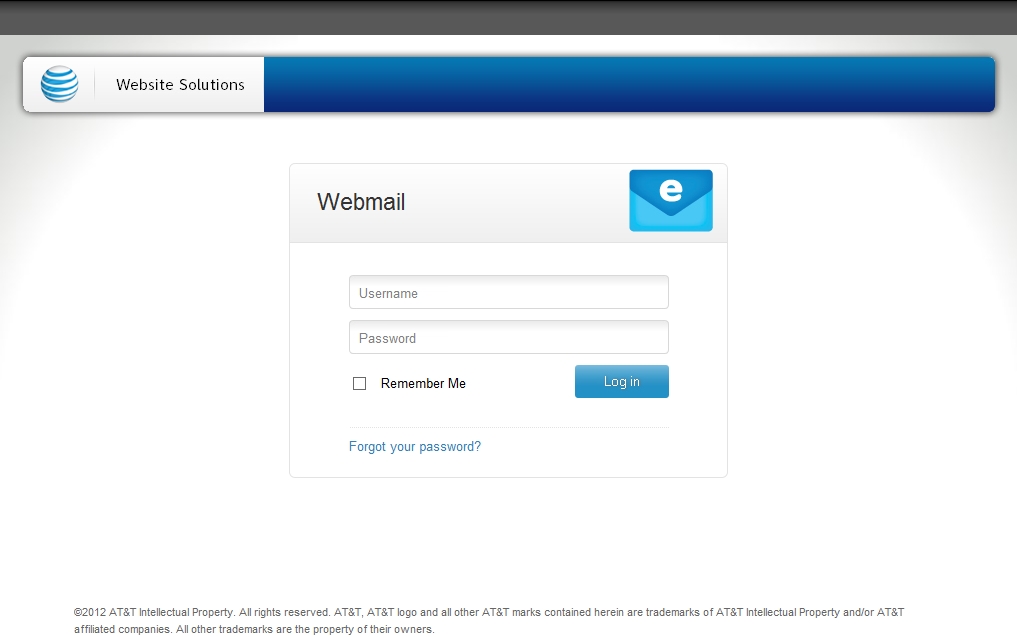 Website Solutions
Webmail
e
Username
Password
Remember Me
Log in
Forgot your password?
©2012 AT&T Intellectual Property. All rights reserved. AT&T, AT&T logo and all other AT&T marks contained herein are trademarks of AT&T Intellectual Property and/or AT&T
affiliated companies. All other trademarks are the property of their owners.